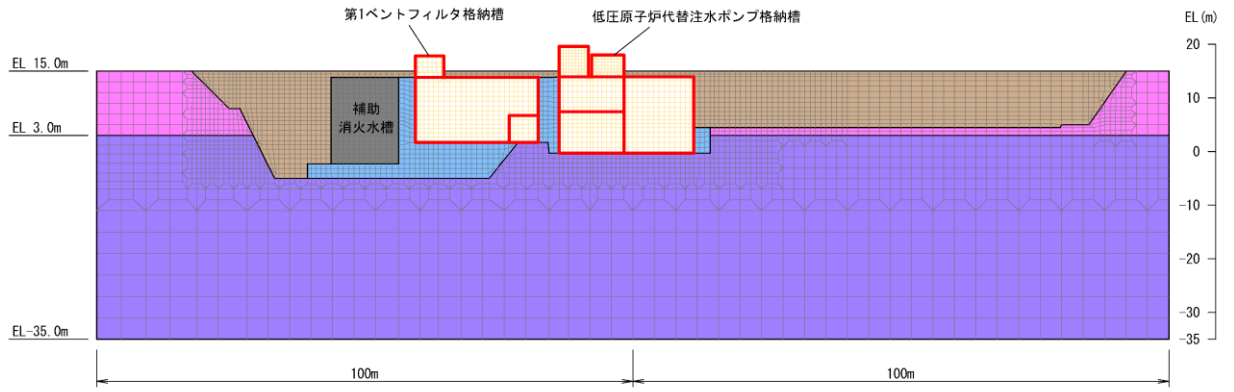 第1ベントフィルタ格納槽
低圧原子炉代替注水ポンプ格納槽
EL(m)
EL 15.0m
EL 3.0m
EL-35.0m
補助
消火水槽
20
10
0
-10
-20
-30
-35
100m
100m